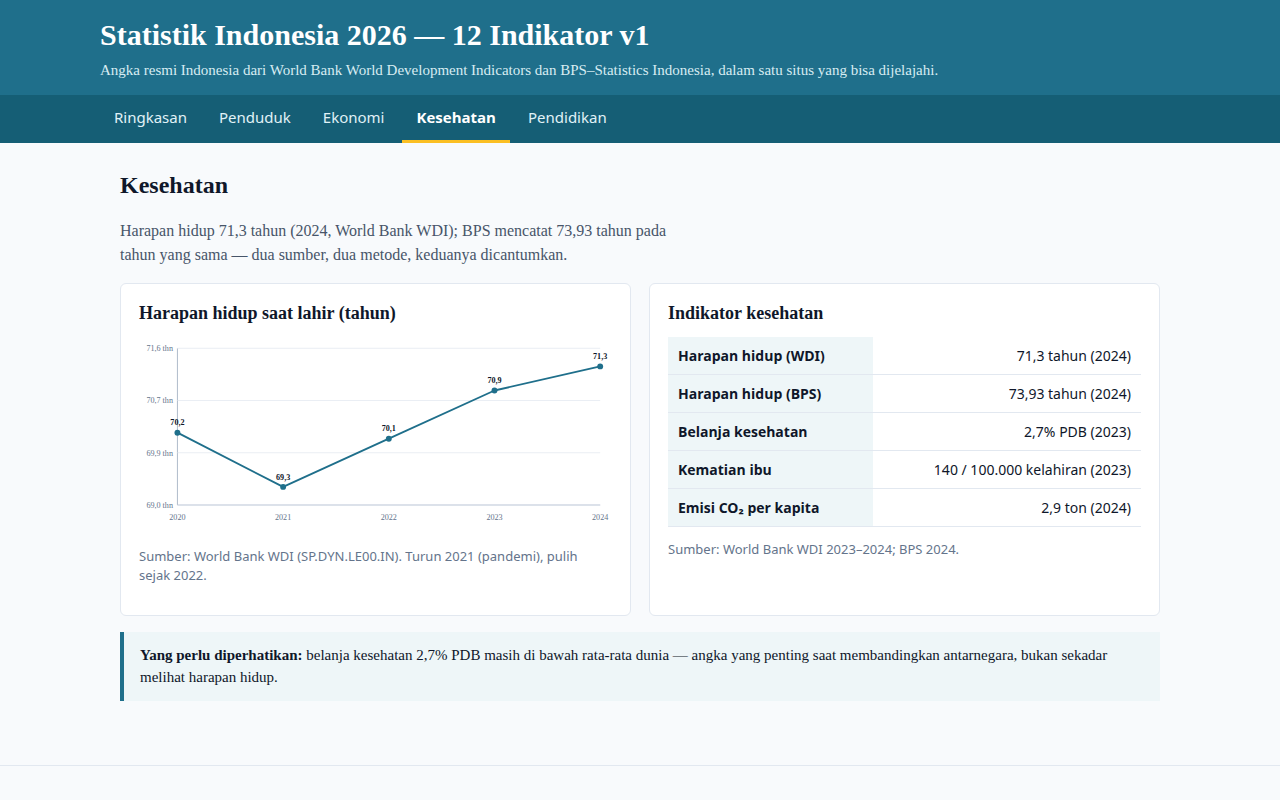 Statistik Indonesia 2026 — 12 Indikator v1
Angka resmi Indonesia dari World Bank World Development Indicators dan BPS–Statistics Indonesia, dalam satu situs yang bisa dijelajahi.
Ringkasan Penduduk Ekonomi Kesehatan Pendidikan
Kesehatan
Harapan hidup 71,3 tahun (2024, World Bank WDI); BPS mencatat 73,93 tahun pada
tahun yang sama — dua sumber, dua metode, keduanya dicantumkan.
Harapan hidup saat lahir (tahun)
71,6 thn
70,7 thn
69,9 thn
69,0 thn
70,2
69,3
70,1
70,9
71,3
2020 2021 2022 2023 2024
Sumber: World Bank WDI (SP.DYN.LE00.IN). Turun 2021 (pandemi), pulih
sejak 2022.
Indikator kesehatan
Harapan hidup (WDI) 71,3 tahun (2024)
Harapan hidup (BPS) 73,93 tahun (2024)
Belanja kesehatan 2,7% PDB (2023)
Kematian ibu 140 / 100.000 kelahiran (2023)
Emisi CO₂ per kapita 2,9 ton (2024)
Sumber: World Bank WDI 2023–2024; BPS 2024.
Yang perlu diperhatikan: belanja kesehatan 2,7% PDB masih di bawah rata-rata dunia — angka yang penting saat membandingkan antarnegara, bukan sekadar
melihat harapan hidup.